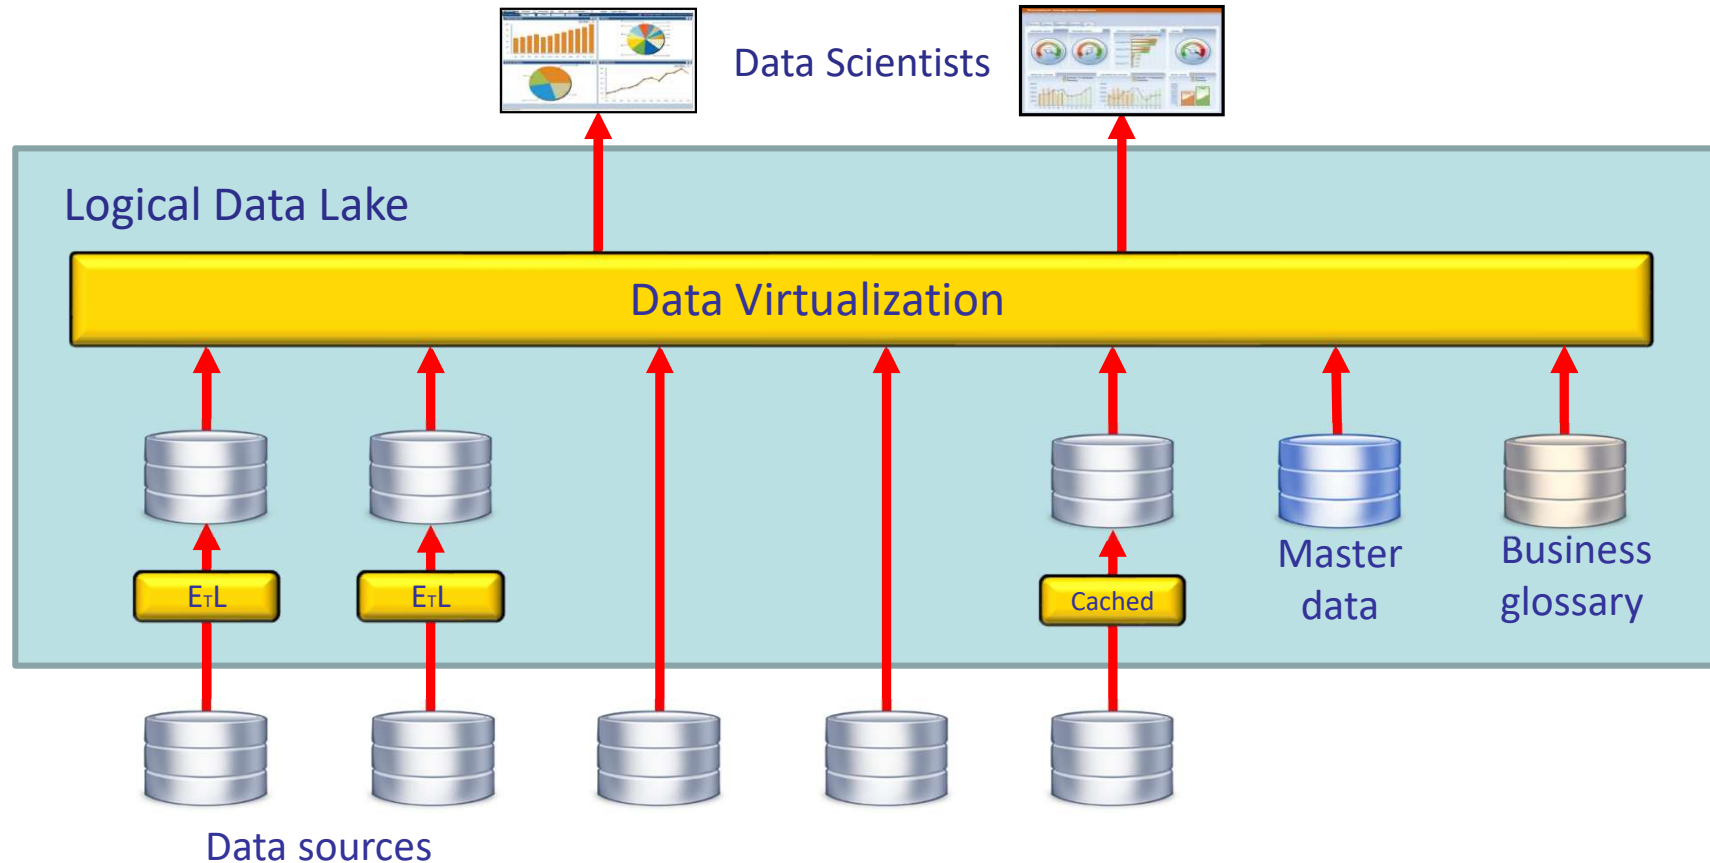 Data Scientists
Logical Data Lake
Data Virtualization
ETL
ETL
Cached
Master
data
Business
glossary
Data sources